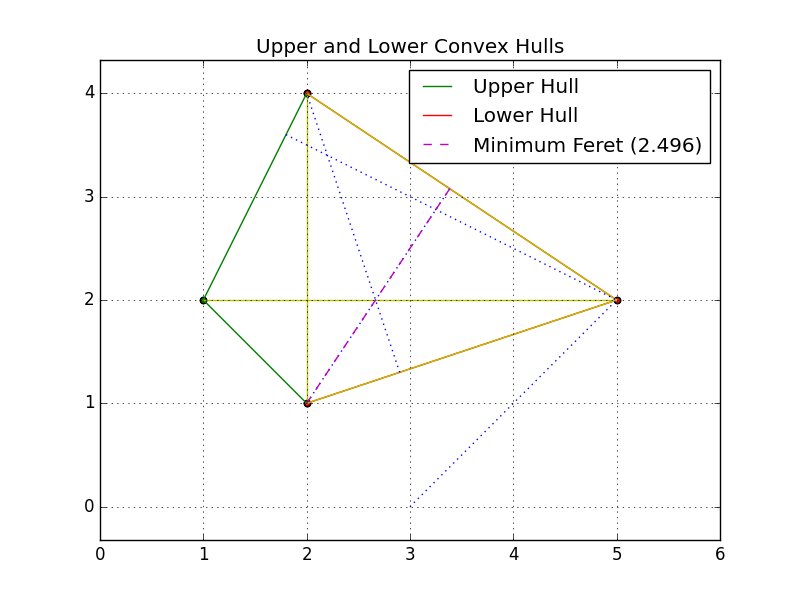 Upper and Lower Convex Hulls
Upper Hull
Lower Hull
Minimum Feret (2.496)
4
3
2
1
0
0 1 2 3 4 5 6